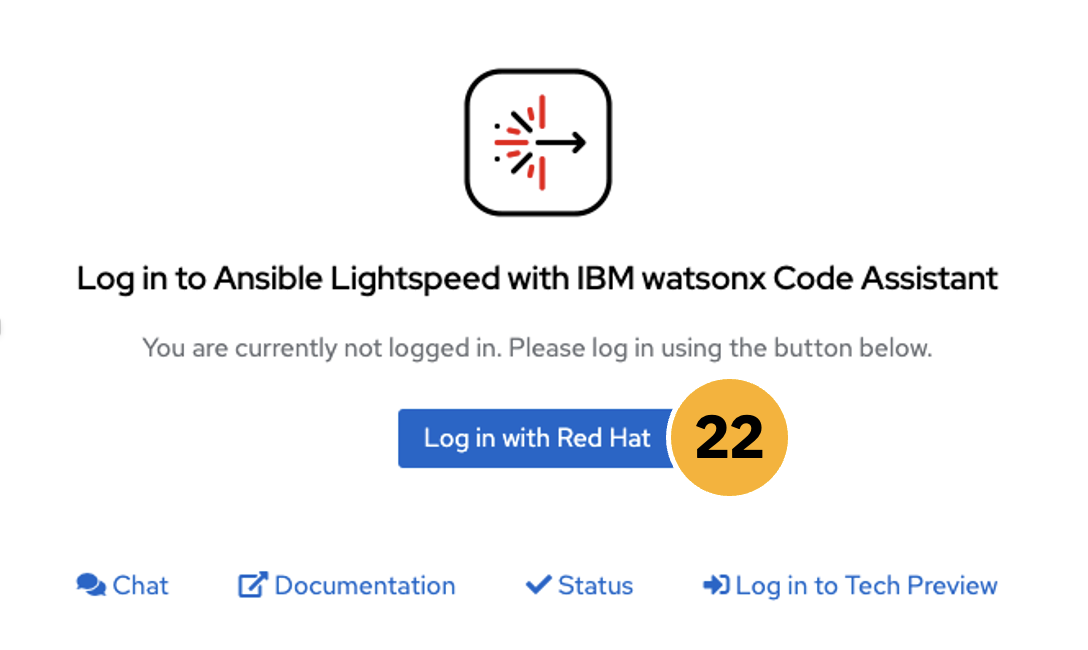 Log in to Ansible Lightspeed with IBM watsonx Code Assistant
You are currently not logged in. Please log in using the button below.
Log in with Red Hat 22
Chat Documentation Status Log in to Tech Preview